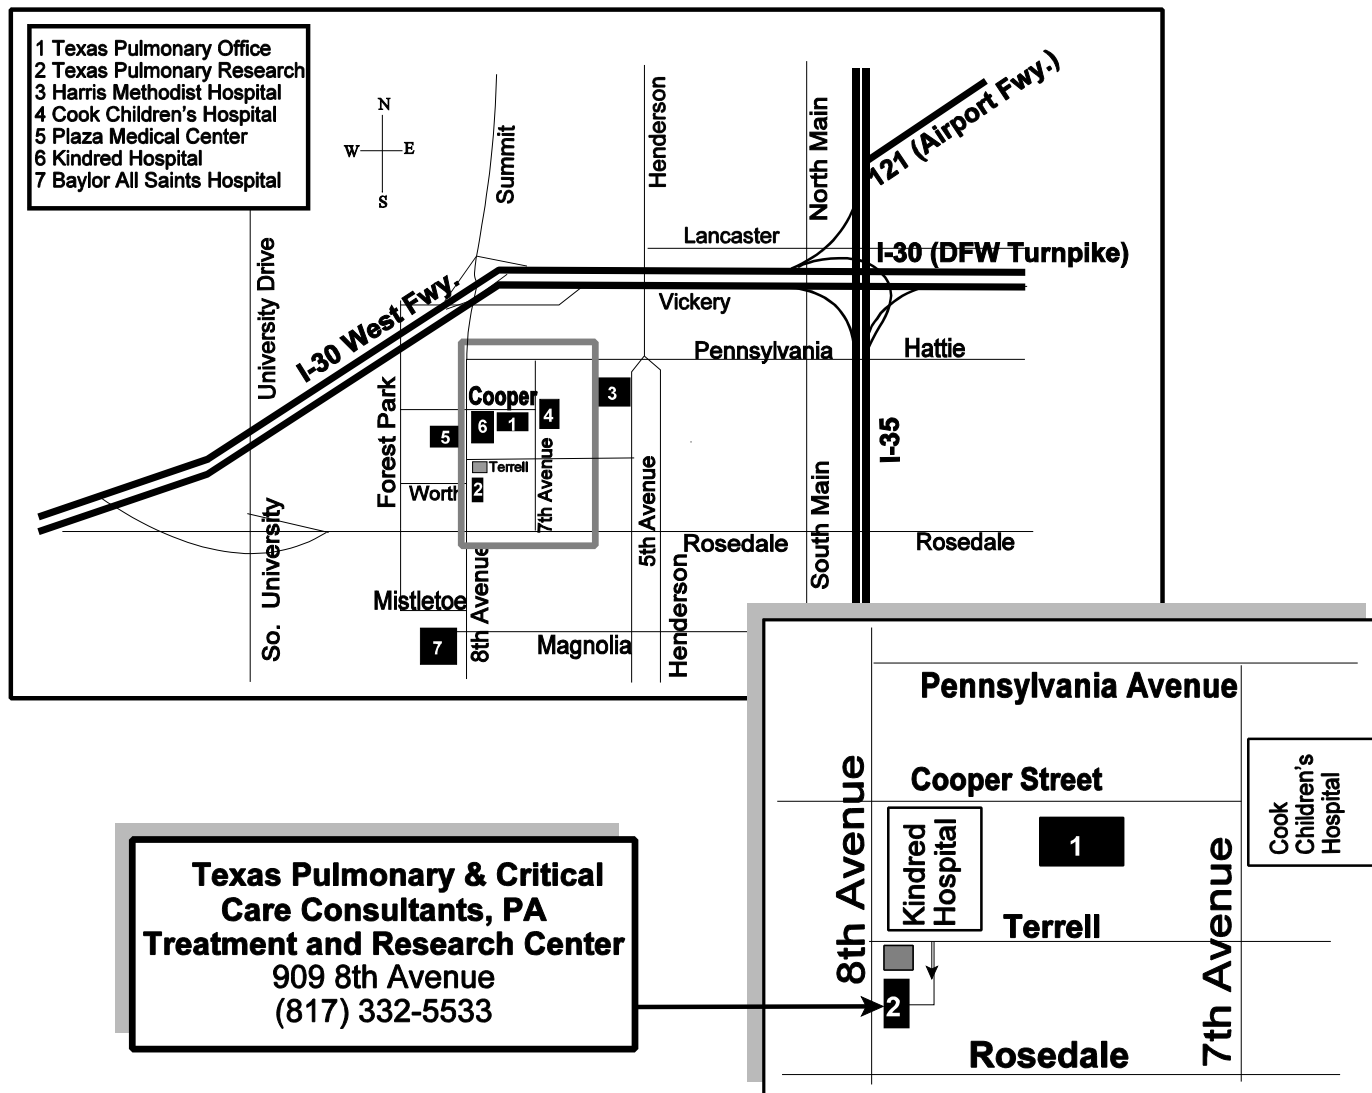 1 Texas Pulmonary Office
2 Texas Pulmonary Research
3 Harris Methodist Hospital
4 Cook Children's Hospital
5 Plaza Medical Center
6 Kindred Hospital
7 Baylor All Saints Hospital
N
W
E
S
Summit
Henderson
North Main
121 (Airport Fwy.)
Lancaster
I-30 (DFW Turnpike)
University Drive
I-30 West Fwy.
Vickery
Pennsylvania
Hattie
Forest Park
Cooper
3
4
6
1
5
I-35
Terrell
7th Avenue
Worth
2
5th Avenue
South Main
So. University
Rosedale
Rosedale
Mistletoe
8th Avenue
Henderson
7
Magnolia
Pennsylvania Avenue
8th Avenue
Cooper Street
Cook
Children's
Hospital
Kindred
Hospital
1
7th Avenue
Terrell
2
Rosedale
Texas Pulmonary & Critical
Care Consultants, PA
Treatment and Research Center
909 8th Avenue
(817) 332-5533